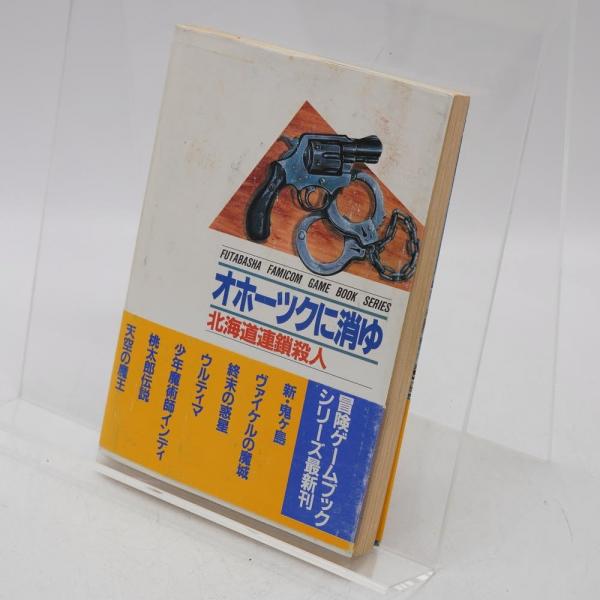 FUTABASHA FAMICOM GAME BOOK SERIES
オホーツクに消ゆ
北海道連鎖殺人
冒険ゲームブック
シリーズ最新刊
新・鬼ヶ島
ヴァイケルの魔城
終末の惑星
ウルティマ
少年魔術師インディ
桃太郎伝説
天空の魔王